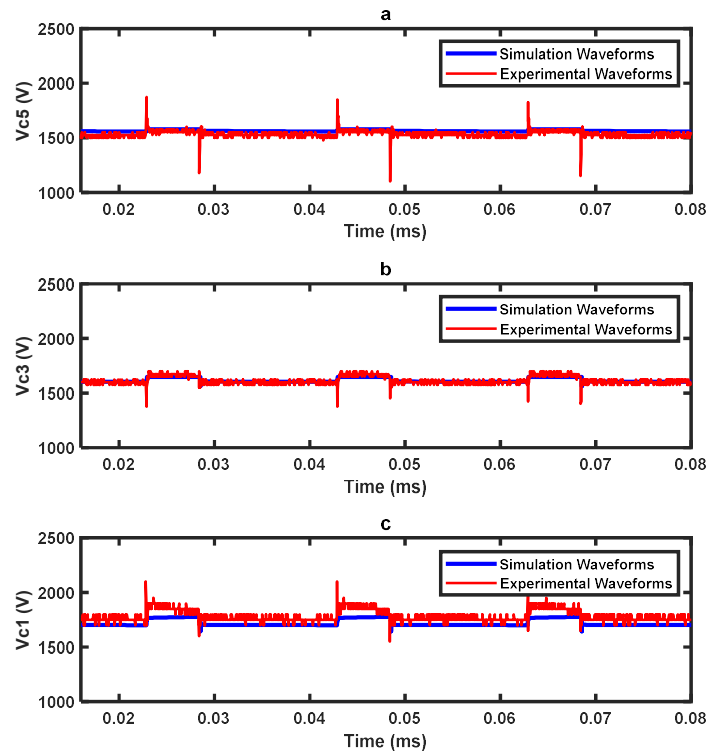 a
2500
2000
1500
1000
Vc5 (V)
Simulation Waveforms
Experimental Waveforms
0.02 0.03 0.04 0.05 0.06 0.07 0.08
Time (ms)
b
2500
2000
1500
1000
Vc3 (V)
Simulation Waveforms
Experimental Waveforms
0.02 0.03 0.04 0.05 0.06 0.07 0.08
Time (ms)
c
2500
2000
1500
1000
Vc1 (V)
Simulation Waveforms
Experimental Waveforms
0.02 0.03 0.04 0.05 0.06 0.07 0.08
Time (ms)